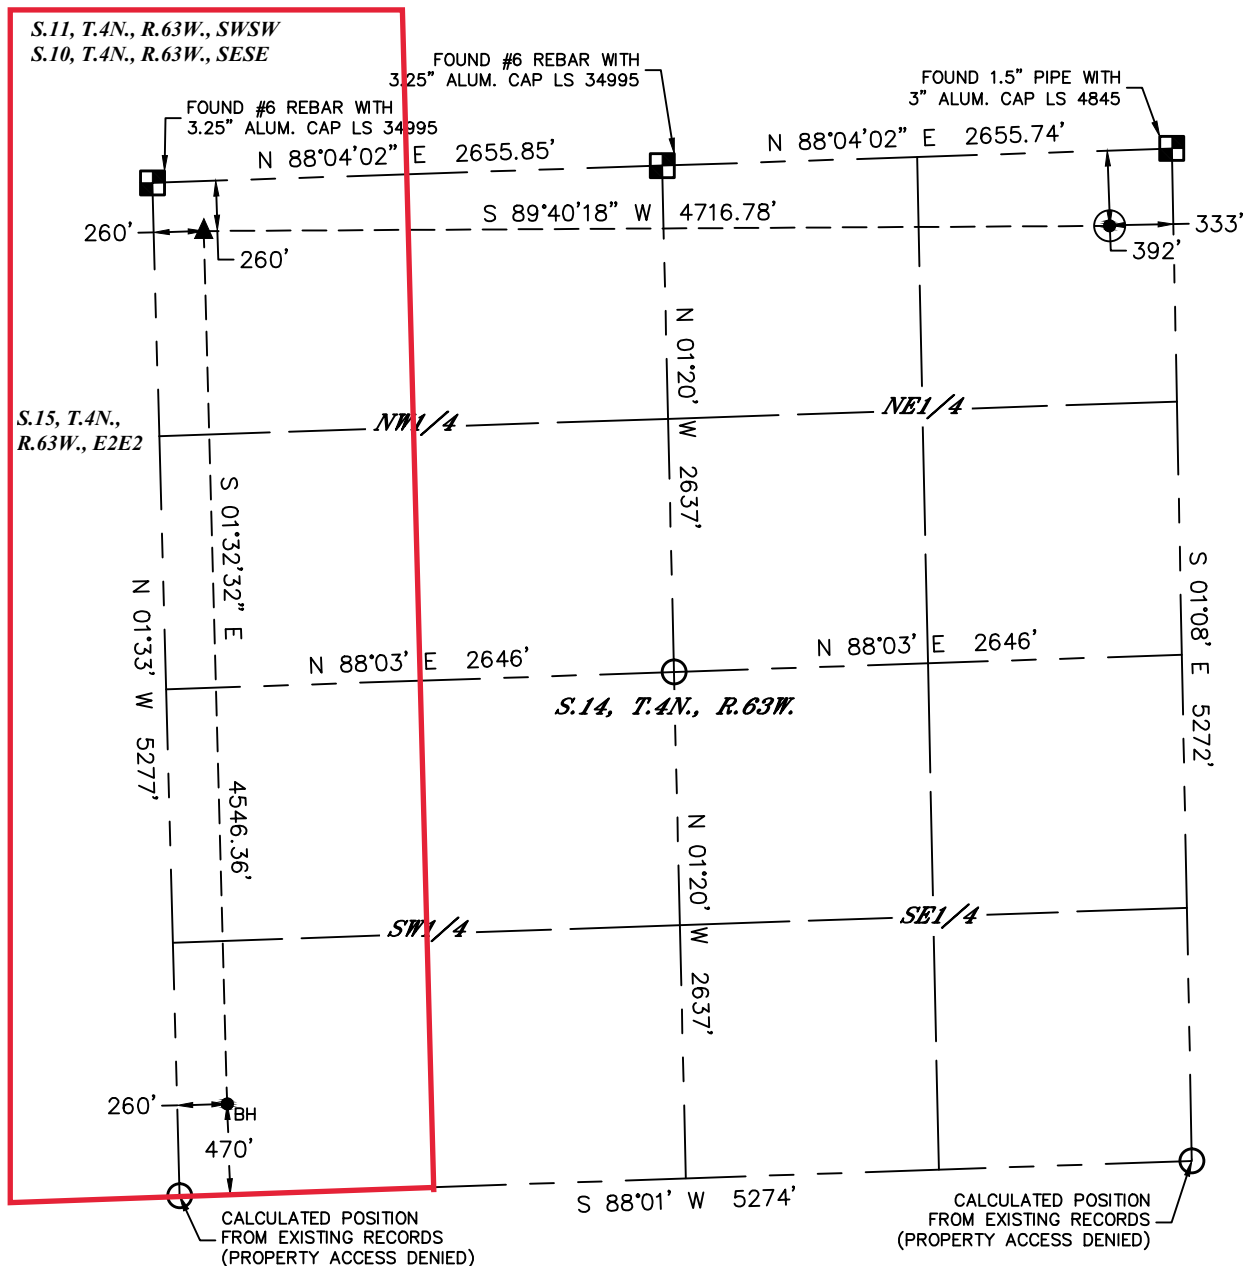 S.11, T.4N., R.63W., SWSW
S.10, T.4N., R.63W., SESE
FOUND #6 REBAR WITH
3.25" ALUM. CAP LS 34995
FOUND #6 REBAR WITH
3.25" ALUM. CAP LS 34995
FOUND 1.5" PIPE WITH
3" ALUM. CAP LS 4845
N 88°04'02" E 2655.85'
N 88°04'02" E 2655.74'
S 89°40'18" W 4716.78'
260'
260'
333'
392'
N 01°20' W 2637'
S.15, T.4N.,
R.63W., E2E2
NW1/4
NE1/4
S 01°32'32" E 4546.36'
N 01°33' W 5277'
S 01°08' E 5272'
N 88°03' E 2646'
N 88°03' E 2646'
S.14, T.4N., R.63W.
N 01°20' W 2637'
SW1/4
SE1/4
260'
BH
470'
S 88°01' W 5274'
CALCULATED POSITION
FROM EXISTING RECORDS
(PROPERTY ACCESS DENIED)
CALCULATED POSITION
FROM EXISTING RECORDS
(PROPERTY ACCESS DENIED)